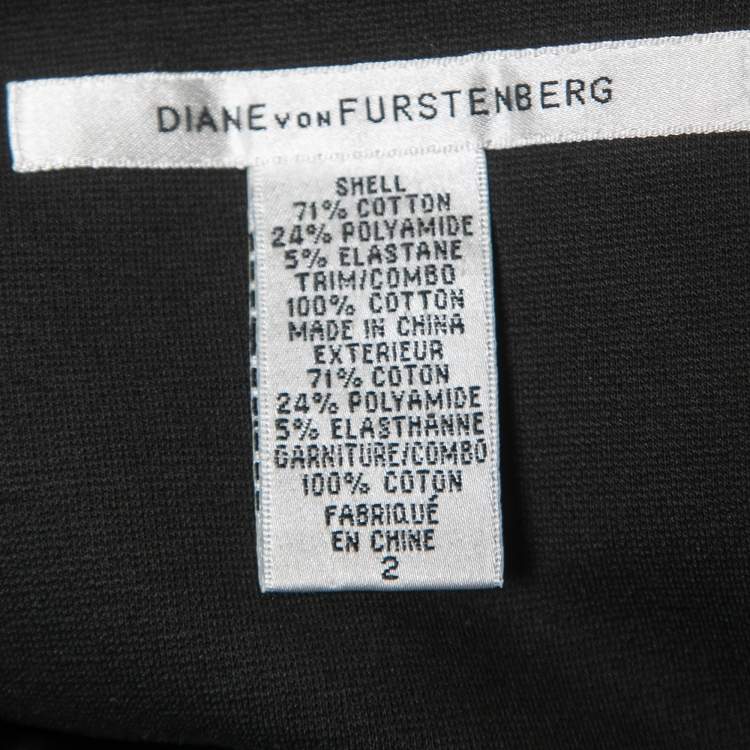 DIANE von FURSTENBERG
SHELL
71% COTTON
24% POLYAMIDE
5% ELASTANE
TRIM/COMBO
100% COTTON
MADE IN CHINA
EXTERIEUR
71% COTON
24% POLYAMIDE
5% ELASTHANNE
GARNITURE/COMBO
100% COTON
FABRIQUÉ
EN CHINE
2